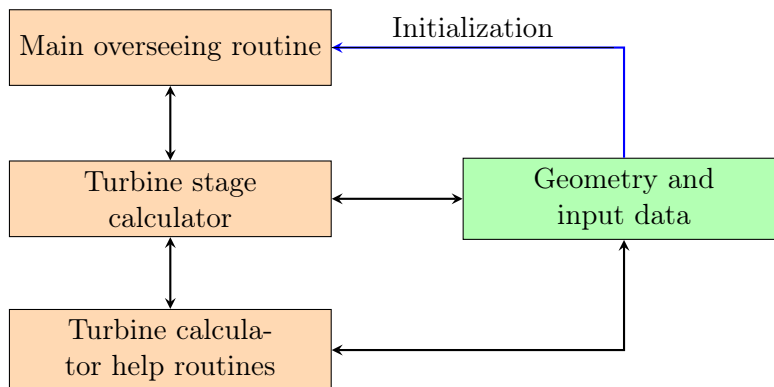 Main overseeing routine
Initialization
Turbine stage
calculator
Geometry and
input data
Turbine calcula-
tor help routines